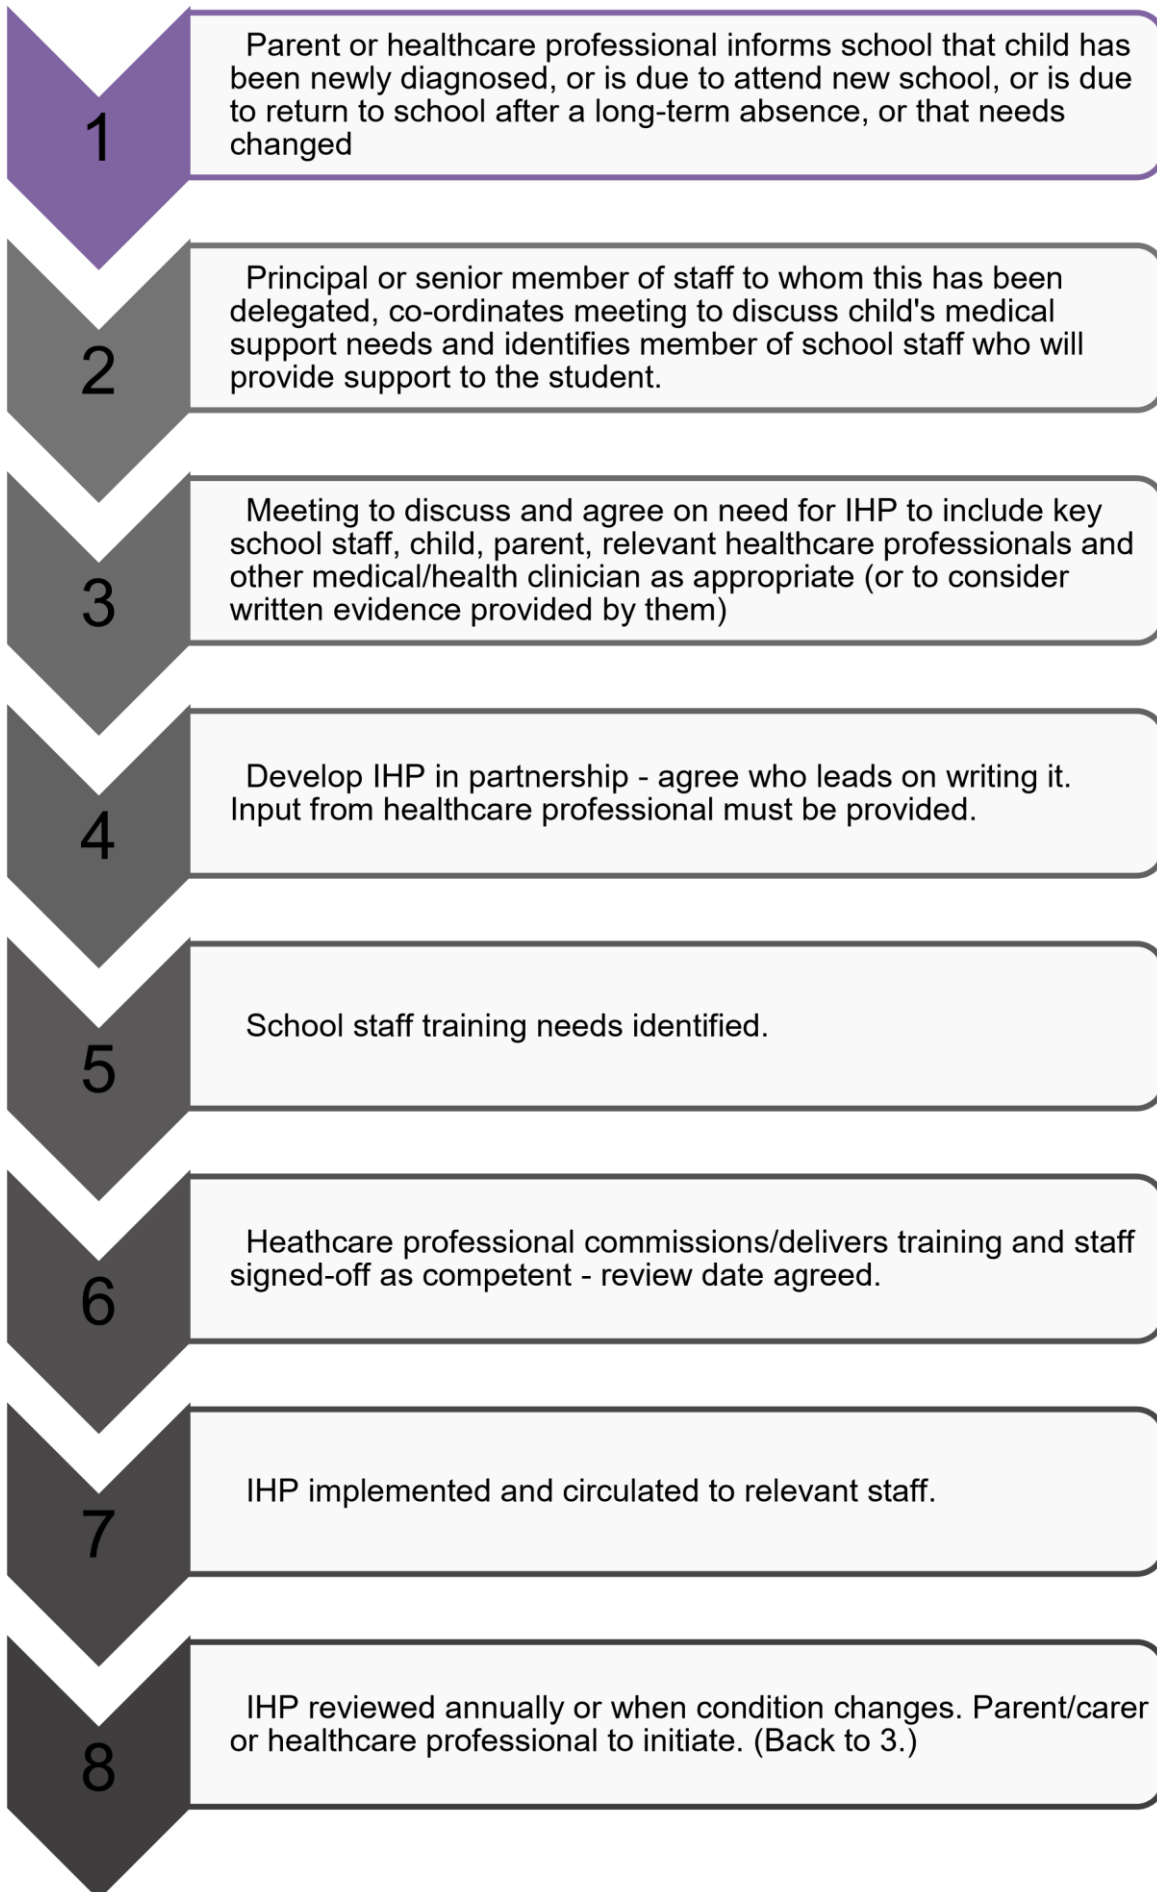 1
Parent or healthcare professional informs school that child has
been newly diagnosed, or is due to attend new school, or is due
to return to school after a long-term absence, or that needs
changed
2
Principal or senior member of staff to whom this has been
delegated, co-ordinates meeting to discuss child's medical
support needs and identifies member of school staff who will
provide support to the student.
3
Meeting to discuss and agree on need for IHP to include key
school staff, child, parent, relevant healthcare professionals and
other medical/health clinician as appropriate (or to consider
written evidence provided by them)
4
Develop IHP in partnership - agree who leads on writing it.
Input from healthcare professional must be provided.
5
School staff training needs identified.
6
Heathcare professional commissions/delivers training and staff
signed-off as competent - review date agreed.
7
IHP implemented and circulated to relevant staff.
8
IHP reviewed annually or when condition changes. Parent/carer
or healthcare professional to initiate. (Back to 3.)